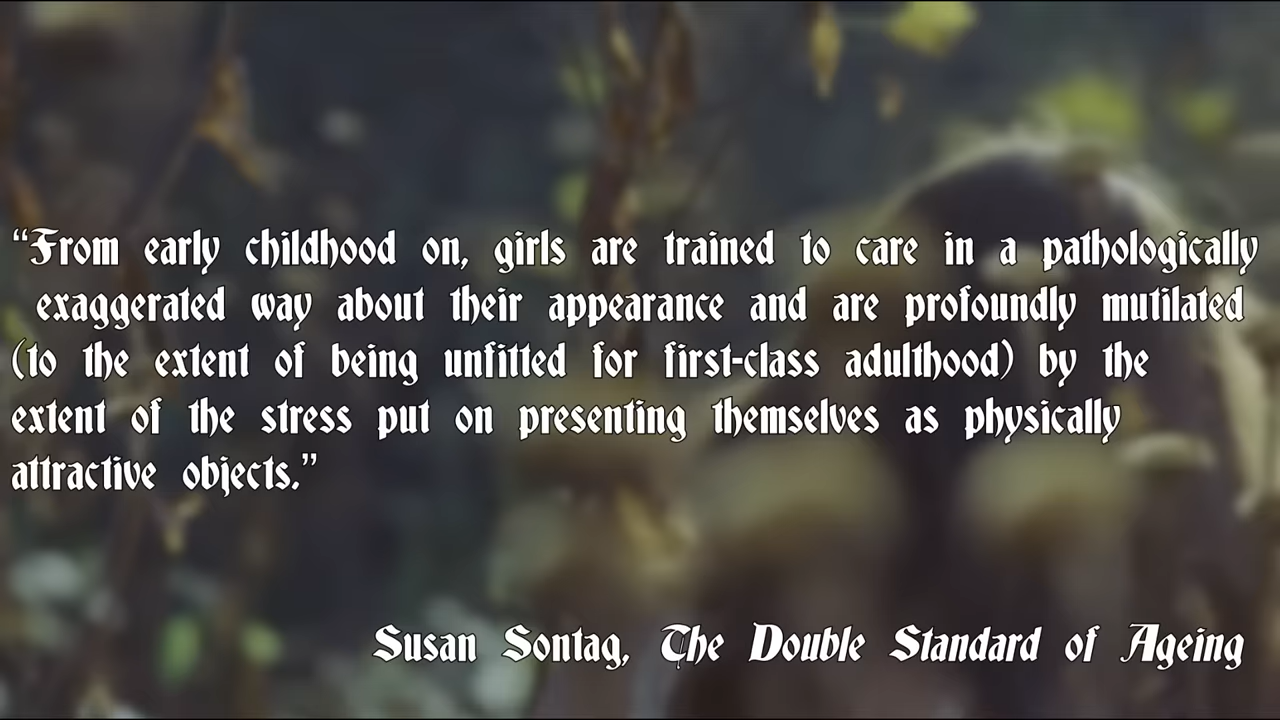 “From early childhood on, girls are trained to care in a pathologically
exaggerated way about their appearance and are profoundly mutilated
(to the extent of being unfitted for first-class adulthood) by the
extent of the stress put on presenting themselves as physically
attractive objects.”
Susan Sontag, The Double Standard of Ageing